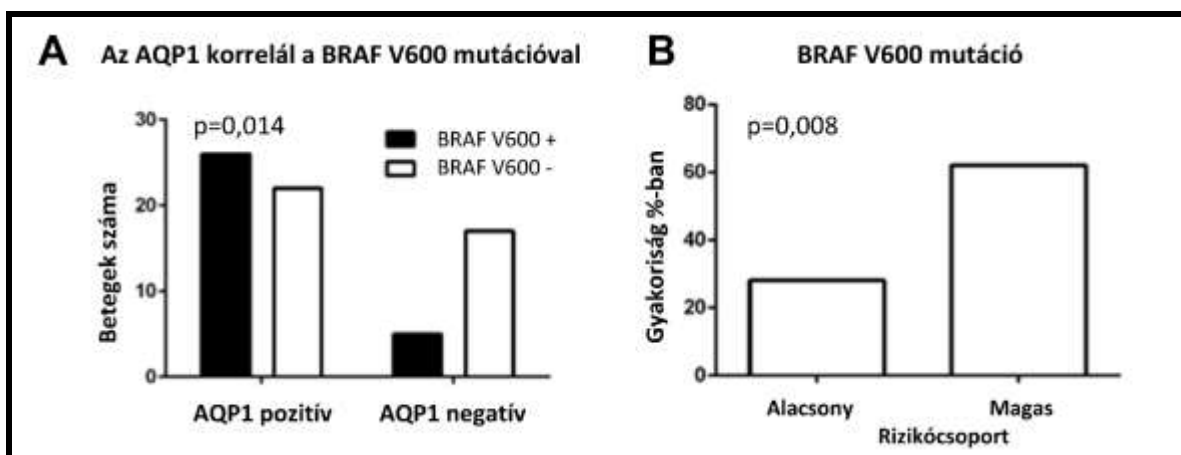 A
Az AQP1 korrelál a BRAF V600 mutációval
30
20
10
0
p=0,014
BRAF V600 +
BRAF V600 -
Betegek száma
AQP1 pozitív
AQP1 negatív
B
BRAF V600 mutáció
80
60
40
20
0
p=0,008
Gyakoriság %-ban
Alacsony
Magas
Rizikócsoport